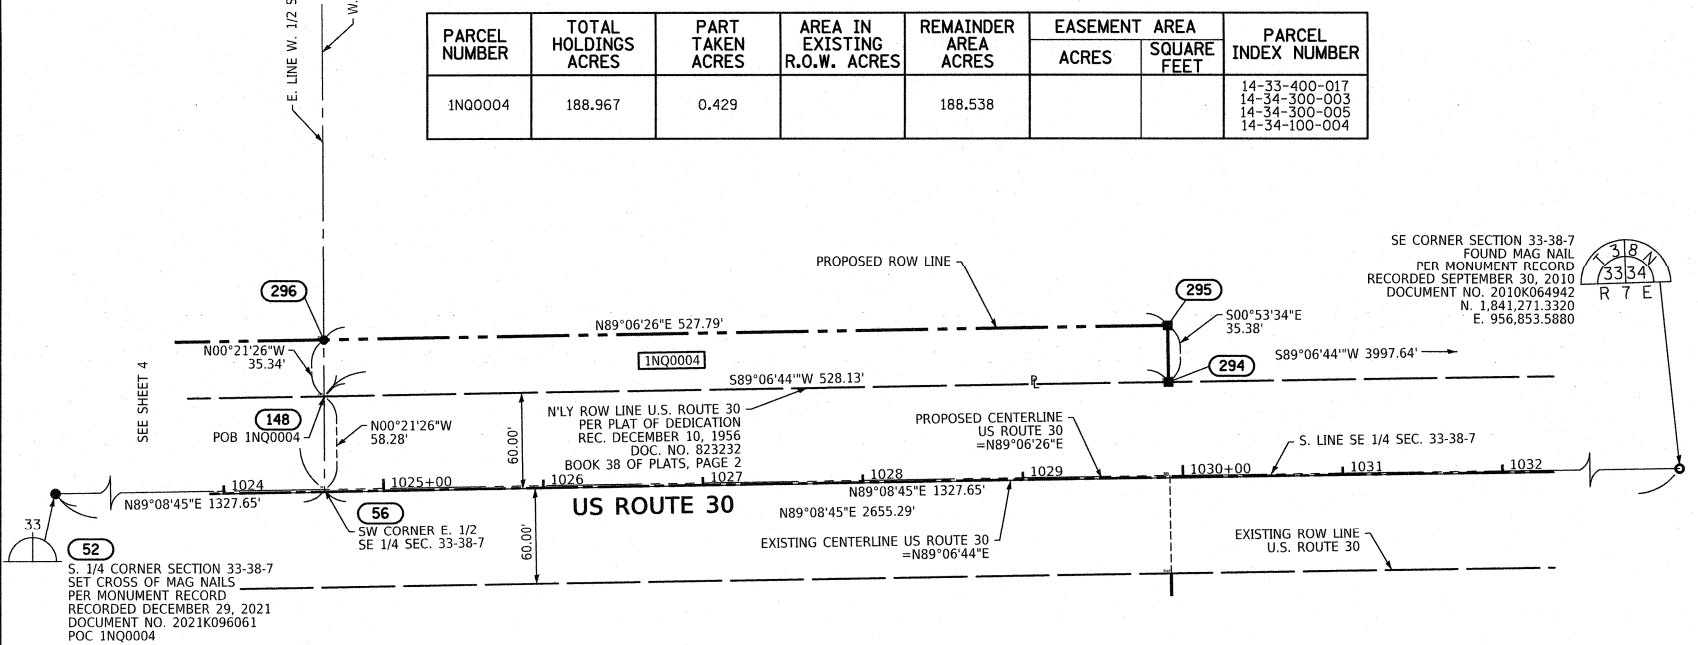 E. LINE W. 1/2 S
W.
PARCEL NUMBER
TOTAL HOLDINGS ACRES
PART TAKEN ACRES
AREA IN EXISTING R.O.W. ACRES
REMAINDER AREA ACRES
EASEMENT AREA
ACRES
SQUARE FEET
PARCEL INDEX NUMBER
1NQ0004
188.967
0.429
188.538
14-33-400-017
14-34-300-003
14-34-300-005
14-34-100-004
SE CORNER SECTION 33-38-7
FOUND MAG NAIL
PER MONUMENT RECORD
RECORDED SEPTEMBER 30, 2010
DOCUMENT NO. 2010K064942
N. 1,841,271.3320
E. 956,853.5880
T 38 N
33 34
R 7 E
PROPOSED ROW LINE
296
295
N89°06'26"E 527.79'
S00°53'34"E
35.38'
N00°21'26"W
35.34'
1NQ0004
S89°06'44'"W 3997.64'
SEE SHEET 4
S89°06'44'"W 528.13'
PL
294
148
POB 1NQ0004
N00°21'26"W
58.28'
60.00'
N'LY ROW LINE U.S. ROUTE 30
PER PLAT OF DEDICATION
REC. DECEMBER 10, 1956
DOC. NO. 823232
BOOK 38 OF PLATS, PAGE 2
PROPOSED CENTERLINE
US ROUTE 30
=N89°06'26"E
S. LINE SE 1/4 SEC. 33-38-7
1024
1025+00
1026
1027
1028
1029
1030+00
1031
1032
N89°08'45"E 1327.65'
N89°08'45"E 1327.65'
US ROUTE 30
N89°08'45"E 2655.29'
56
SW CORNER E. 1/2
SE 1/4 SEC. 33-38-7
60.00'
EXISTING CENTERLINE US ROUTE 30
=N89°06'44"E
EXISTING ROW LINE
U.S. ROUTE 30
33
52
S. 1/4 CORNER SECTION 33-38-7
SET CROSS OF MAG NAILS
PER MONUMENT RECORD
RECORDED DECEMBER 29, 2021
DOCUMENT NO. 2021K096061
POC 1NQ0004